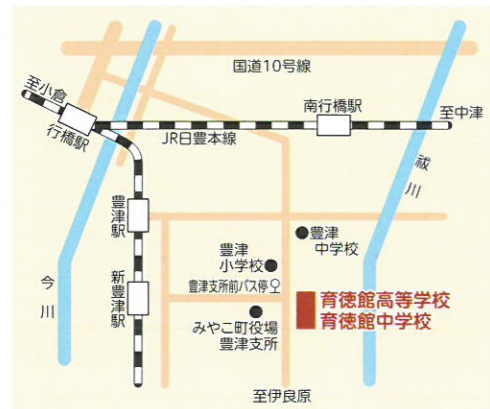 国道10号線
至小倉
行橋駅
JR日豊本線
南行橋駅
至中津
祓川
豊津駅
豊津
中学校
豊津
小学校
豊津支所前バス停
今川
新豊津駅
みやこ町役場
豊津支所
育徳館高等学校
育徳館中学校
至伊良原